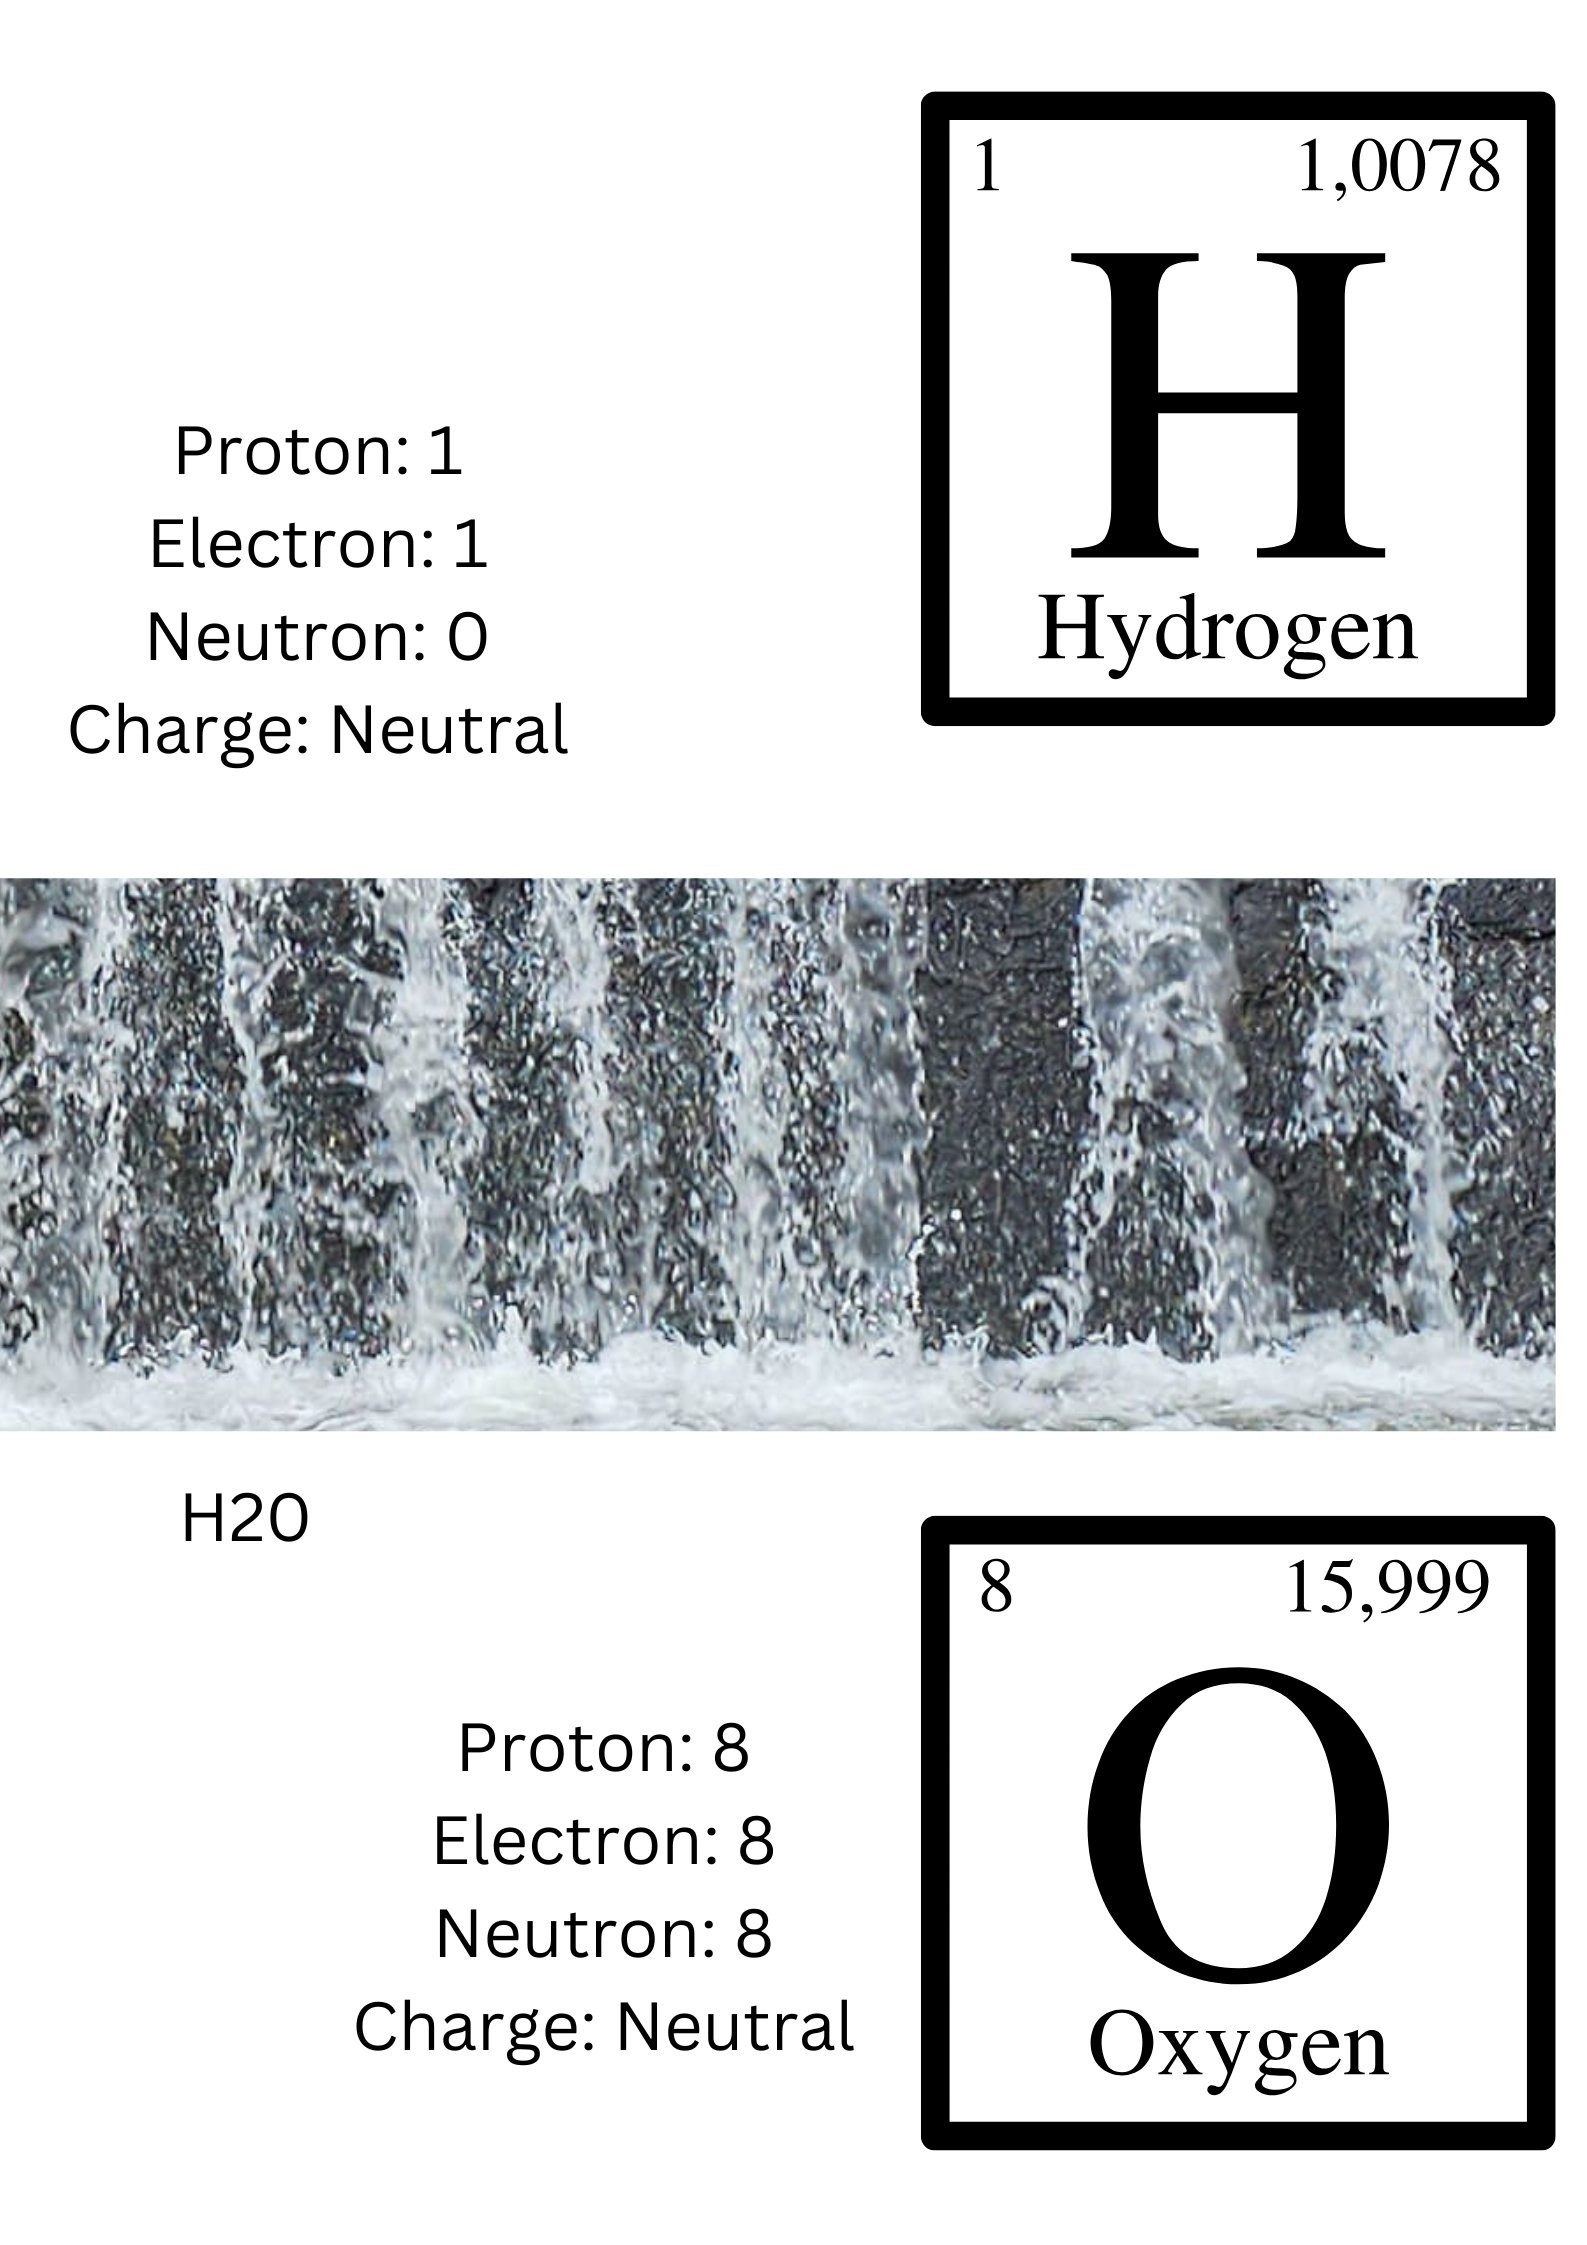 1 1,0078
H
Hydrogen
Proton: 1
Electron: 1
Neutron: 0
Charge: Neutral
H2O
8 15,999
O
Oxygen
Proton: 8
Electron: 8
Neutron: 8
Charge: Neutral